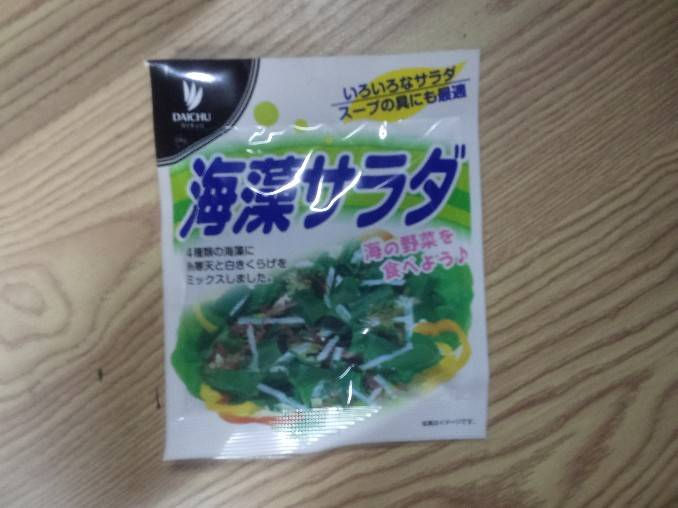 DAICHU
いろいろなサラダ
スープの具にも最適
海藻サラダ
4種類の海藻に
糸寒天と白きくらげを
ミックスしました。
海の野菜を
食べよう♪